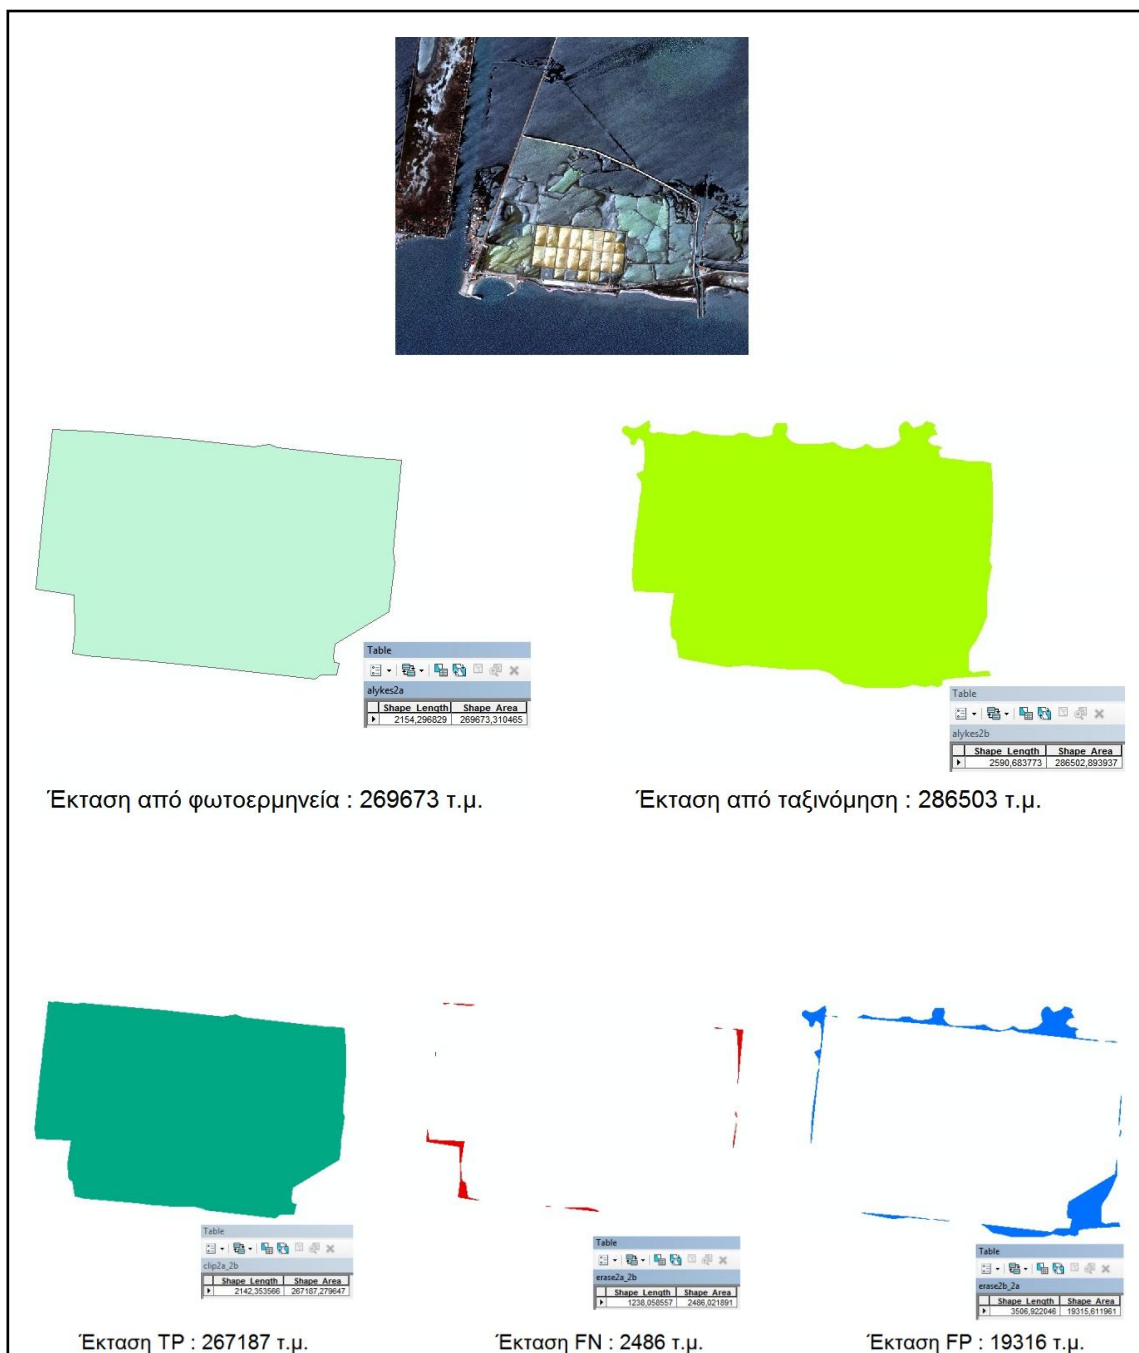 Table
alykes2a
Shape_Length Shape_Area
2154,296829 269673,310465
Table
alykes2b
Shape_Length Shape_Area
2590,683773 286502,893937
Έκταση από φωτοερμηνεία : 269673 τ.μ.
Έκταση από ταξινόμηση : 286503 τ.μ.
Table
clip2a_2b
Shape_Length Shape_Area
2142,353566 267187,279647
Table
erase2a_2b
Shape_Length Shape_Area
1238,058557 2486,021891
Table
erase2b_2a
Shape_Length Shape_Area
3506,922046 19315,611961
Έκταση TP : 267187 τ.μ.
Έκταση FN : 2486 τ.μ.
Έκταση FP : 19316 τ.μ.